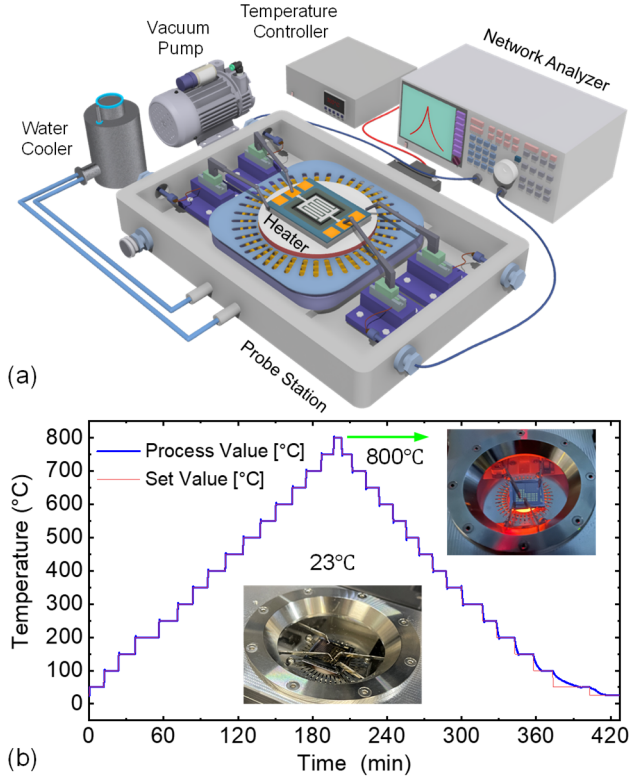 Temperature
Controller
Vacuum
Pump
Network Analyzer
Water
Cooler
Heater
Probe Station
(a)
800
700
600
500
400
300
200
100
0
Temperature (°C)
Process Value [°C]
Set Value [°C]
800℃
23℃
0
60
120
180
240
300
360
420
Time (min)
(b)